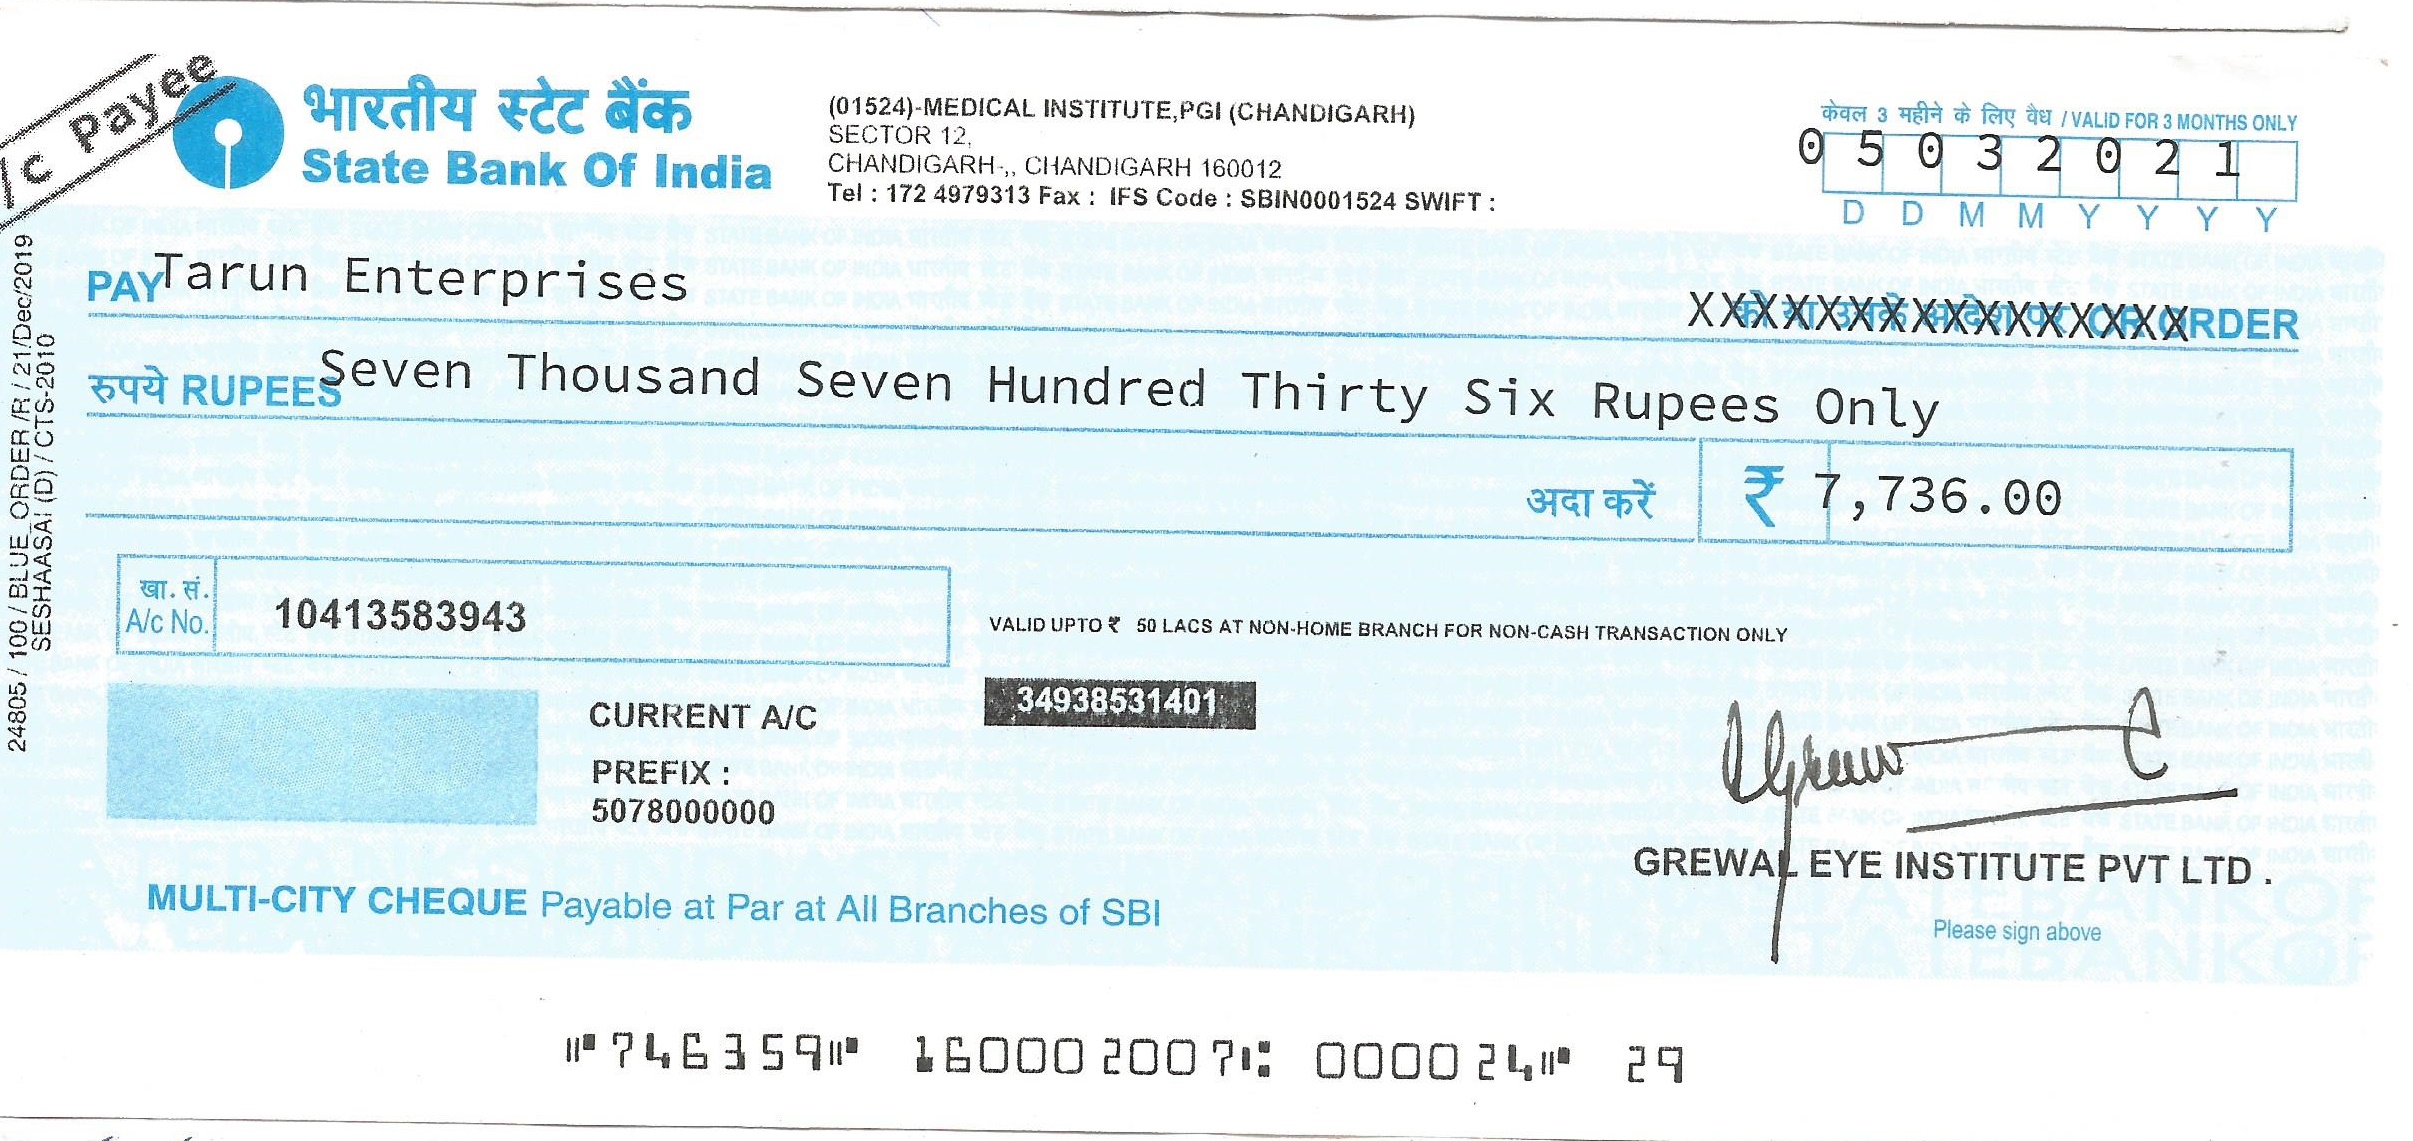 /c Payee
भारतीय स्टेट बैंक
State Bank Of India
(01524)-MEDICAL INSTITUTE,PGI (CHANDIGARH)
SECTOR 12,
CHANDIGARH-,, CHANDIGARH 160012
Tel : 172 4979313 Fax : IFS Code : SBIN0001524 SWIFT :
केवल 3 महीने के लिए वैध / VALID FOR 3 MONTHS ONLY
0 5 0 3 2 0 2 1
D D M M Y Y Y Y
PAY Tarun Enterprises
XXXXXXXXXXXXXXXX को या उनके आदेश पर OR ORDER
रुपये RUPEES Seven Thousand Seven Hundred Thirty Six Rupees Only
अदा करें ₹ 7,736.00
खा. सं.
A/c No. 10413583943
VALID UPTO ₹ 50 LACS AT NON-HOME BRANCH FOR NON-CASH TRANSACTION ONLY
34938531401
CURRENT A/C
PREFIX :
5078000000
GREWAL EYE INSTITUTE PVT LTD .
MULTI-CITY CHEQUE Payable at Par at All Branches of SBI
Please sign above
⑈746359⑈ 160002007⑆ 000024⑈ 29
24805 / 100 / BLUE_ORDER /R / 21/Dec/2019
SESHAASAI (D) / CTS-2010